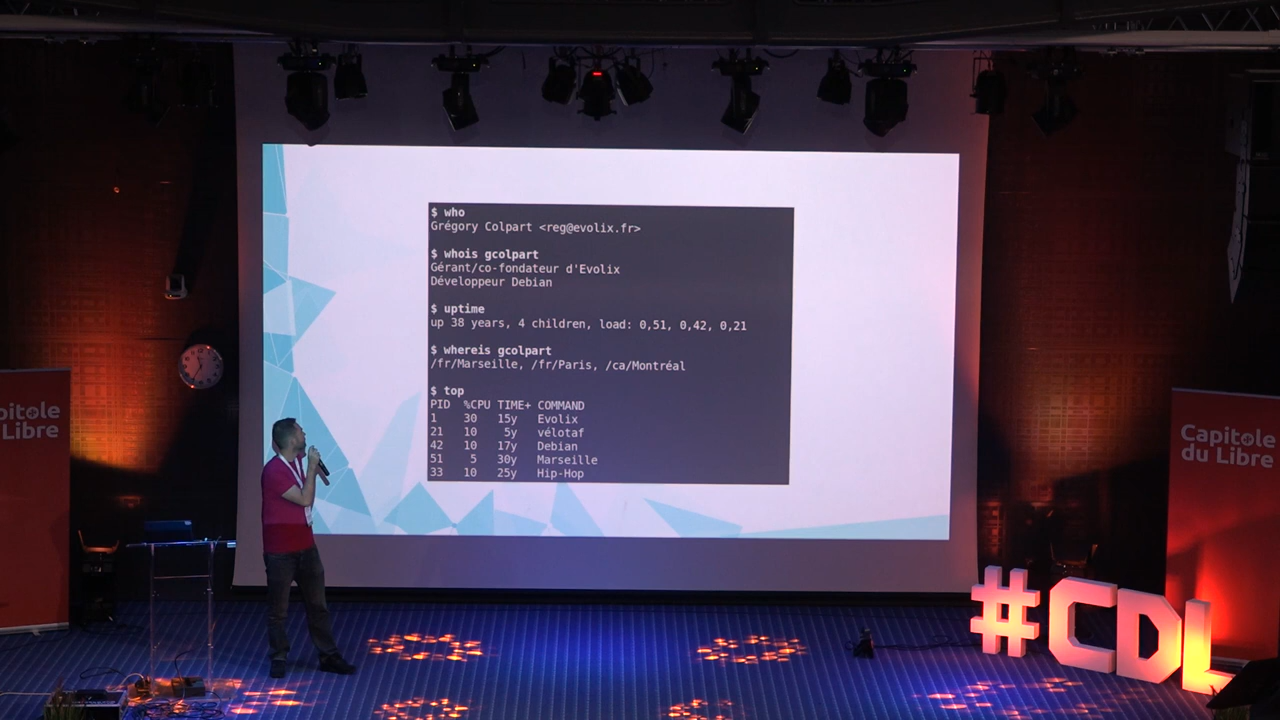 $ who
Grégory Colpart <reg@evolix.fr>
$ whois gcolpart
Gérant/co-fondateur d'Evolix
Développeur Debian
$ uptime
up 38 years, 4 children, load: 0,51, 0,42, 0,21
$ whereis gcolpart
/fr/Marseille, /fr/Paris, /ca/Montréal
$ top
PID %CPU TIME+ COMMAND
1 30 15y Evolix
21 10 5y vélotaf
42 10 17y Debian
51 5 30y Marseille
33 10 25y Hip-Hop
pitole
Libre
Capitole
du Libre
#CDL